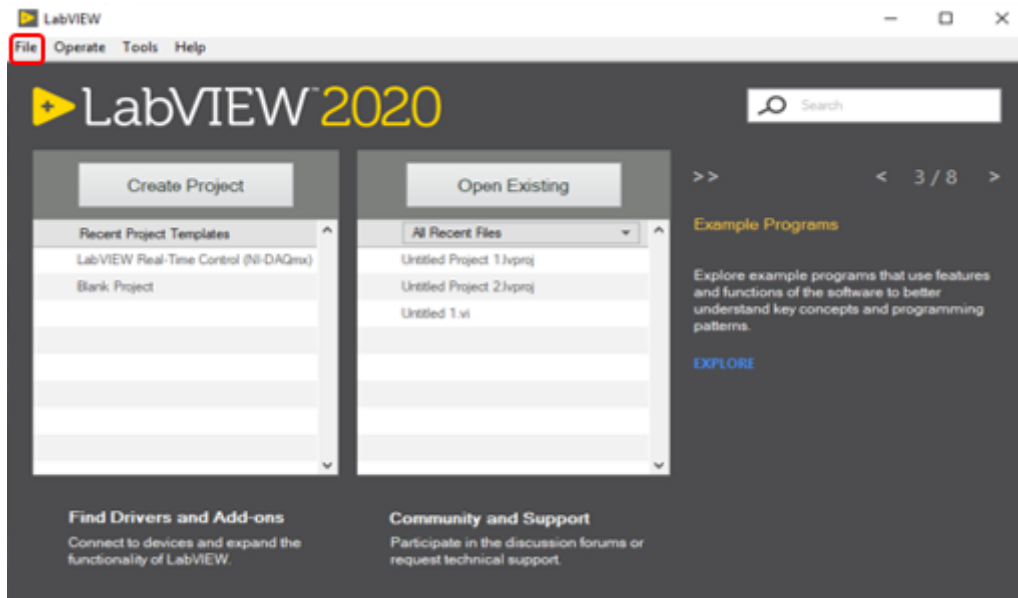 LabVIEW
File Operate Tools Help
LabVIEW™2020
Search
Create Project
Recent Project Templates
LabVIEW Real-Time Control (NI-DAQmx)
Blank Project
Open Existing
All Recent Files
Untitled Project 1.lvproj
Untitled Project 2.lvproj
Untitled 1.vi
>> < 3 / 8 >
Example Programs
Explore example programs that use features
and functions of the software to better
understand key concepts and programming
patterns.
EXPLORE
Find Drivers and Add-ons
Connect to devices and expand the
functionality of LabVIEW.
Community and Support
Participate in the discussion forums or
request technical support.